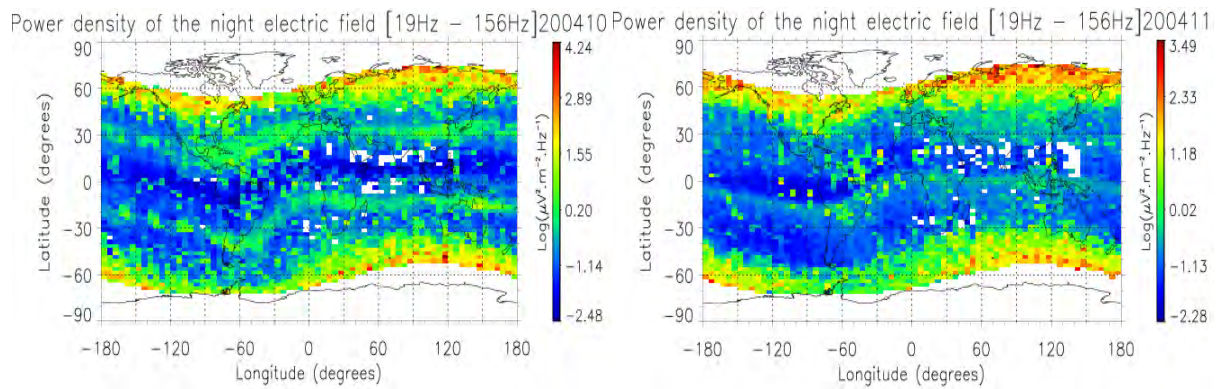 Power density of the night electric field [19Hz – 156Hz]200410
90
60
30
0
−30
−60
−90
Latitude (degrees)
−180 −120 −60 0 60 120 180
Longitude (degrees)
4.24
2.89
1.55
0.20
−1.14
−2.48
Log(μV².m⁻².Hz⁻¹)
Power density of the night electric field [19Hz – 156Hz]200411
90
60
30
0
−30
−60
−90
Latitude (degrees)
−180 −120 −60 0 60 120 180
Longitude (degrees)
3.49
2.33
1.18
0.02
−1.13
−2.28
Log(μV².m⁻².Hz⁻¹)